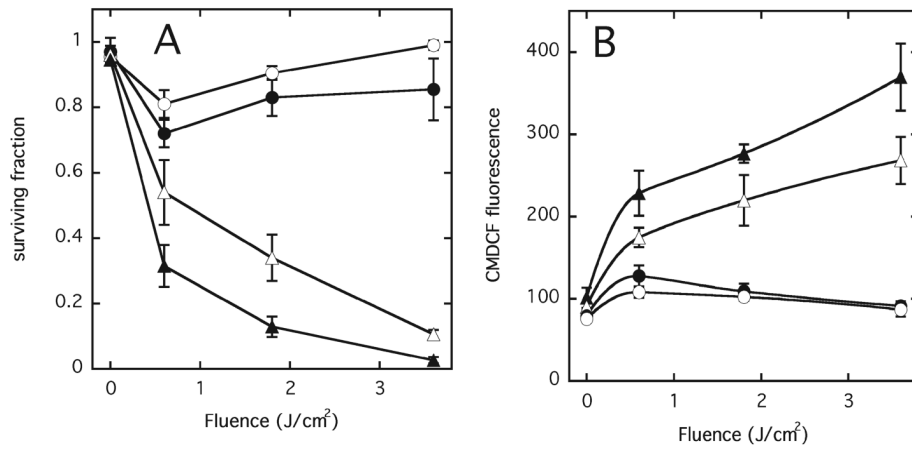 A
1
0.8
0.6
0.4
0.2
0
surviving fraction
0 1 2 3
Fluence (J/cm²)
B
400
300
200
100
0
CMDCF fluorescence
0 1 2 3
Fluence (J/cm²)